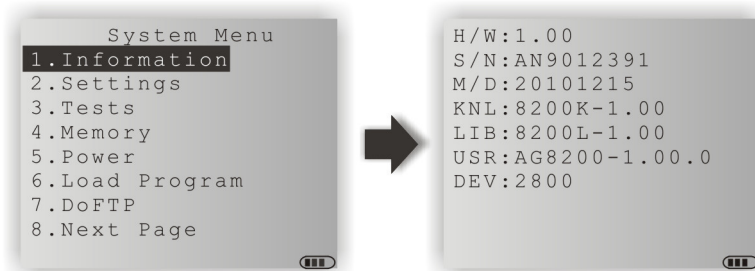 System Menu
1.Information
2.Settings
3.Tests
4.Memory
5.Power
6.Load Program
7.DoFTP
8.Next Page
H/W:1.00
S/N:AN9012391
M/D:20101215
KNL:8200K-1.00
LIB:8200L-1.00
USR:AG8200-1.00.0
DEV:2800